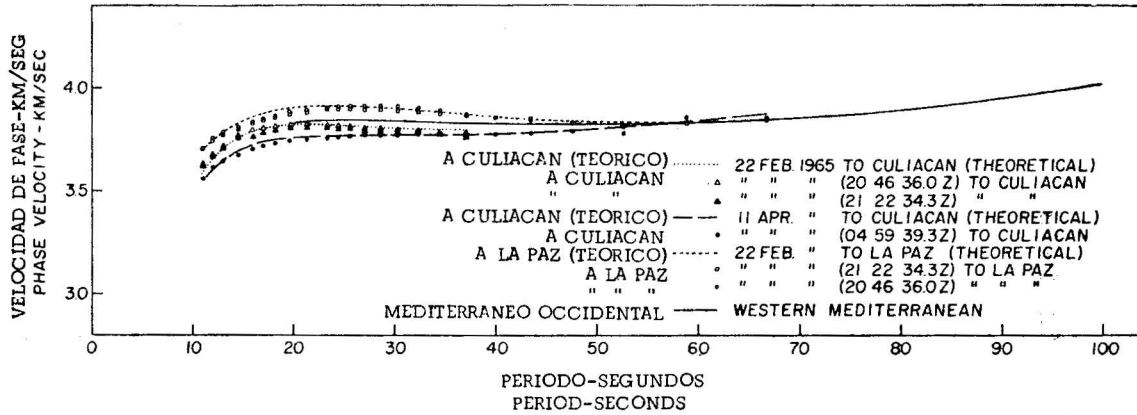 VELOCIDAD DE FASE-KM/SEG
PHASE VELOCITY-KM/SEC
4.0
3.5
3.0
A CULIACAN (TEORICO) 22 FEB. 1965 TO CULIACAN (THEORETICAL)
A CULIACAN " " " (20 46 36.0 Z) TO CULIACAN
" " " " " (21 22 34.3Z) " "
A CULIACAN (TEORICO) 11 APR. " TO CULIACAN (THEORETICAL)
A CULIACAN " " " (04 59 39.3Z) TO CULIACAN
A LA PAZ (TEORICO) 22 FEB. " TO LA PAZ (THEORETICAL)
A LA PAZ " " " (21 22 34.3Z) TO LA PAZ
" " " " " " (20 46 36.0Z) " " "
MEDITERRANEO OCCIDENTAL WESTERN MEDITERRANEAN
0 10 20 30 40 50 60 70 80 90 100
PERIODO-SEGUNDOS
PERIOD-SECONDS